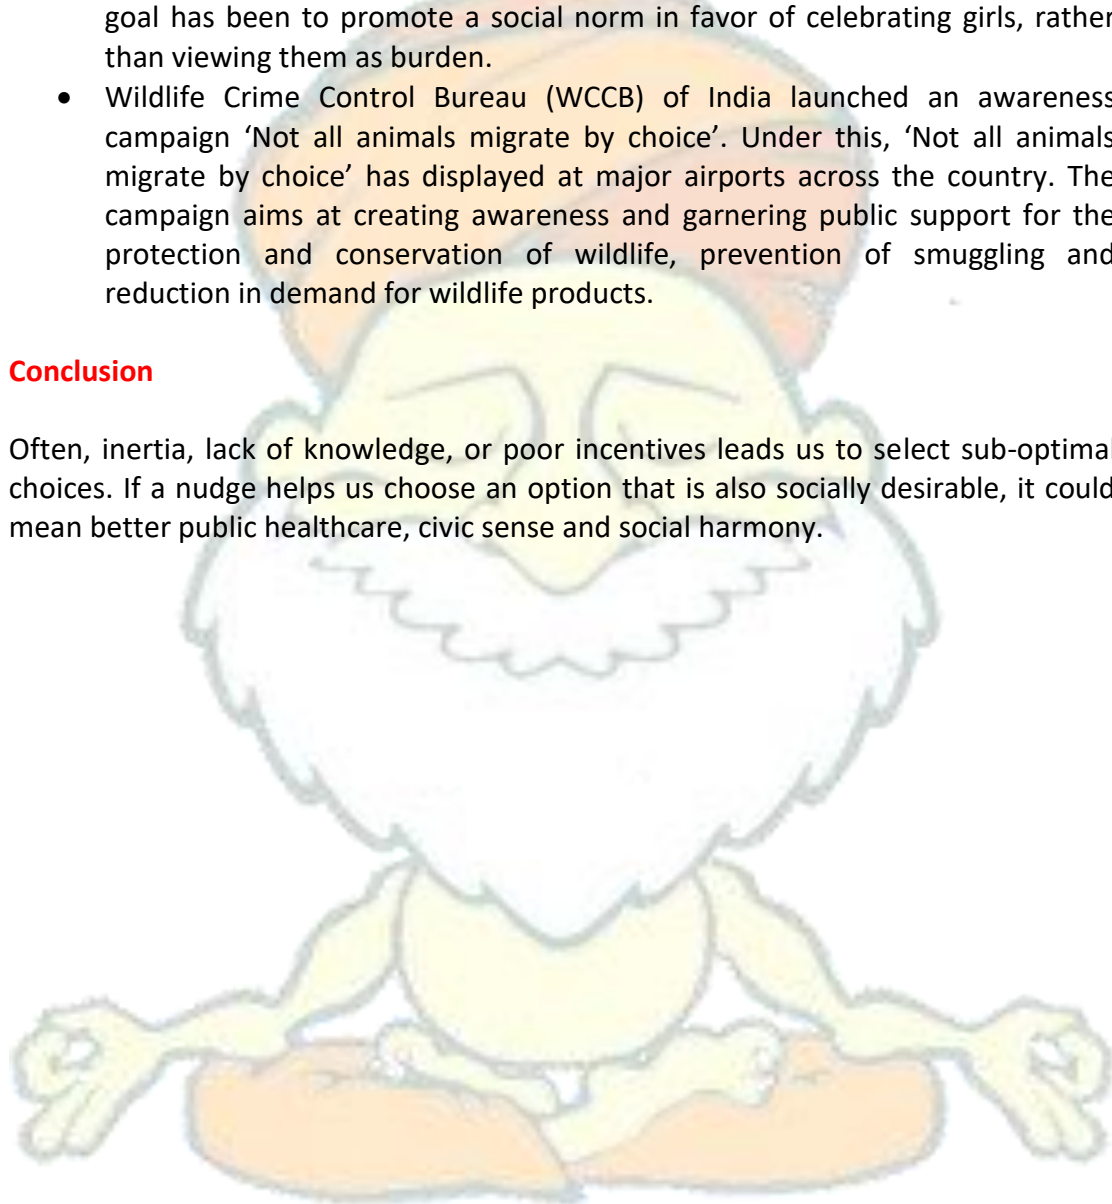 goal has been to promote a social norm in favor of celebrating girls, rather
than viewing them as burden.
• Wildlife Crime Control Bureau (WCCB) of India launched an awareness
campaign ‘Not all animals migrate by choice’. Under this, ‘Not all animals
migrate by choice’ has displayed at major airports across the country. The
campaign aims at creating awareness and garnering public support for the
protection and conservation of wildlife, prevention of smuggling and
reduction in demand for wildlife products.
Conclusion
Often, inertia, lack of knowledge, or poor incentives leads us to select sub-optimal
choices. If a nudge helps us choose an option that is also socially desirable, it could
mean better public healthcare, civic sense and social harmony.